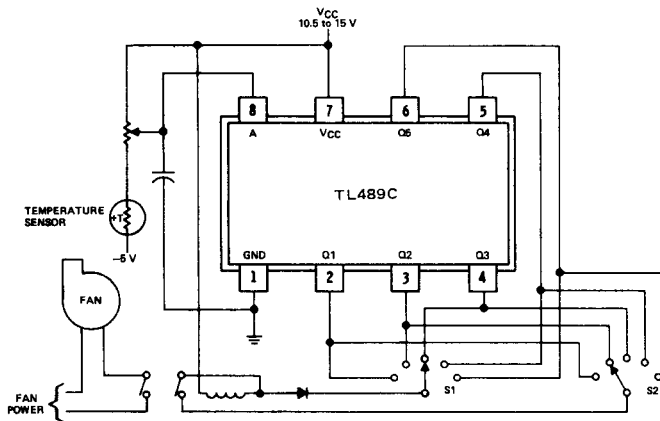 VCC
10.5 to 15 V
8
7
6
5
A
VCC
Q5
Q4
TL489C
TEMPERATURE
SENSOR
+T
–5 V
GND
Q1
Q2
Q3
1
2
3
4
FAN
S1
S2
FAN
POWER